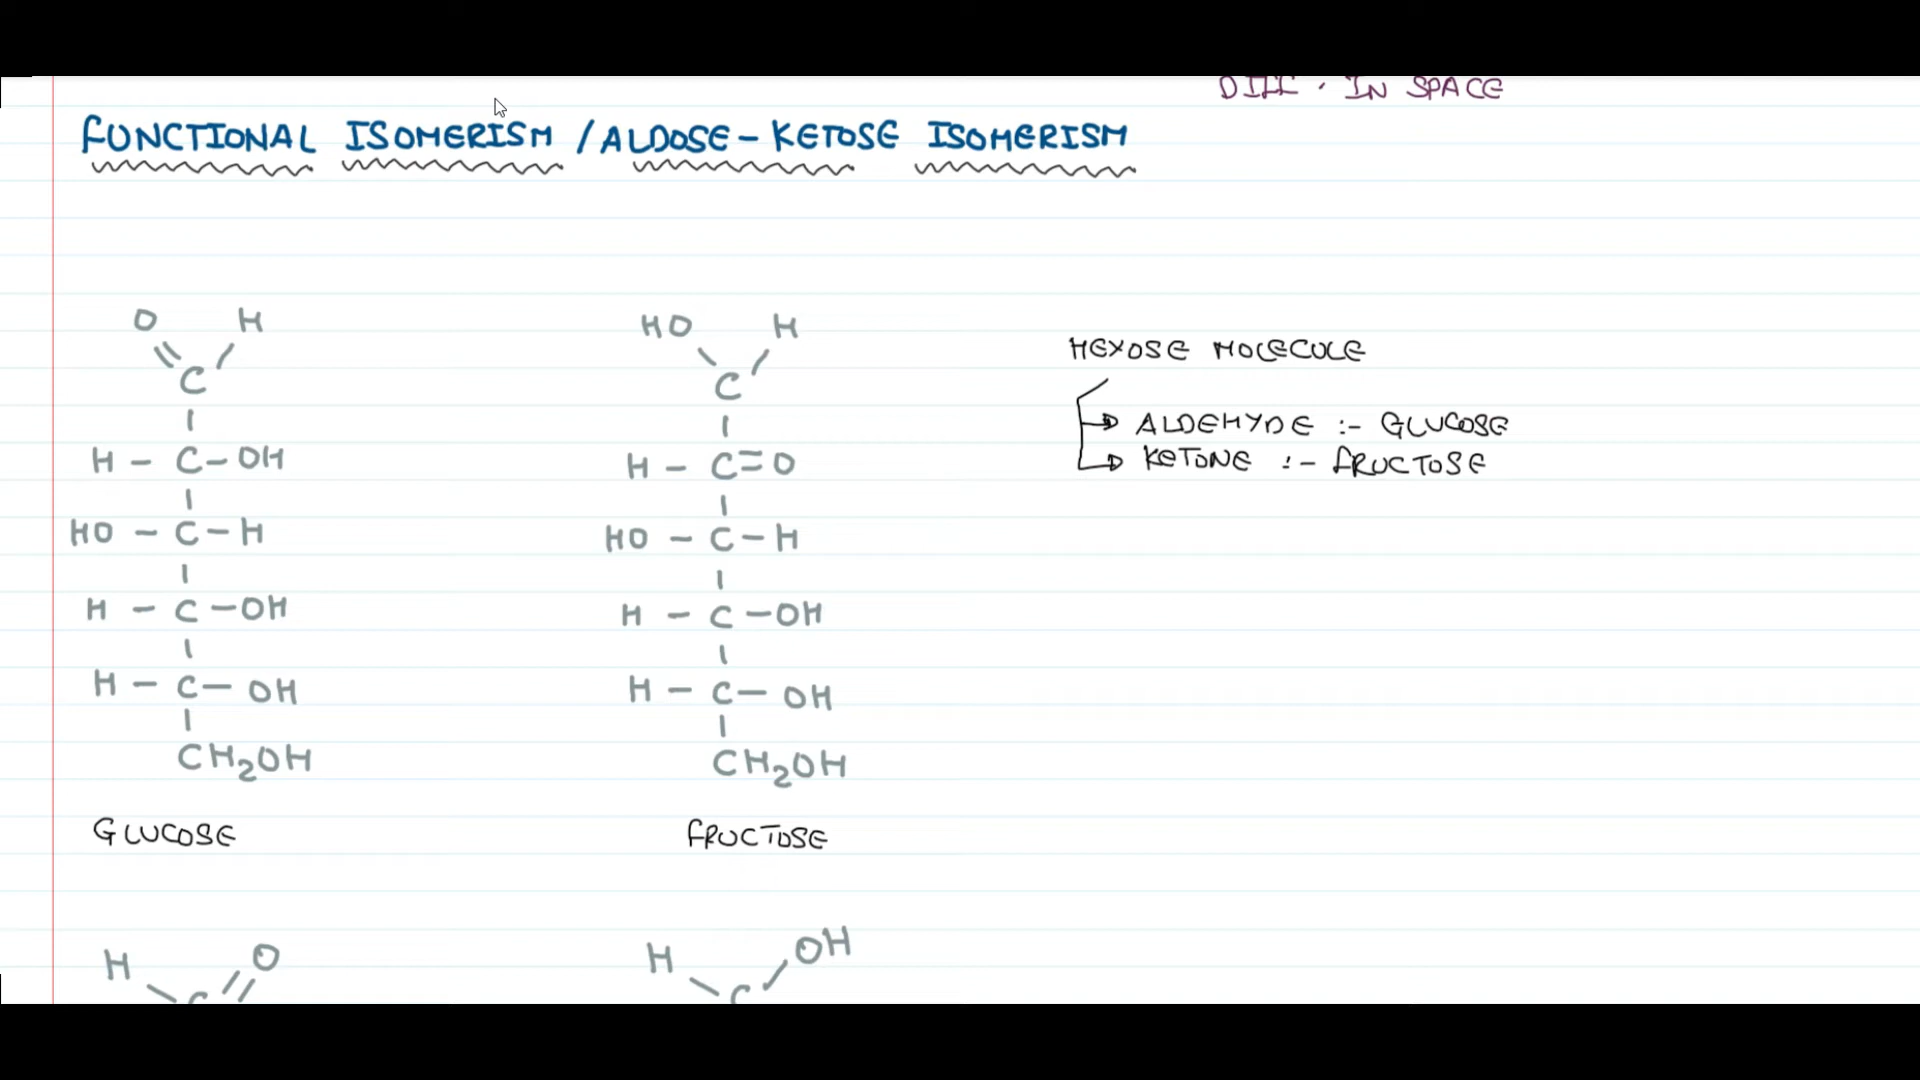 DIFF. IN SPACE
FUNCTIONAL ISOMERISM / ALDOSE - KETOSE ISOMERISM
O H
C
H - C - OH
HO - C - H
H - C - OH
H - C - OH
CH₂OH
GLUCOSE
HO H
C
H - C = O
HO - C - H
H - C - OH
H - C - OH
CH₂OH
FRUCTOSE
HEXOSE MOLECULE
ALDEHYDE :- GLUCOSE
KETONE :- FRUCTOSE
H O
C
H OH
C